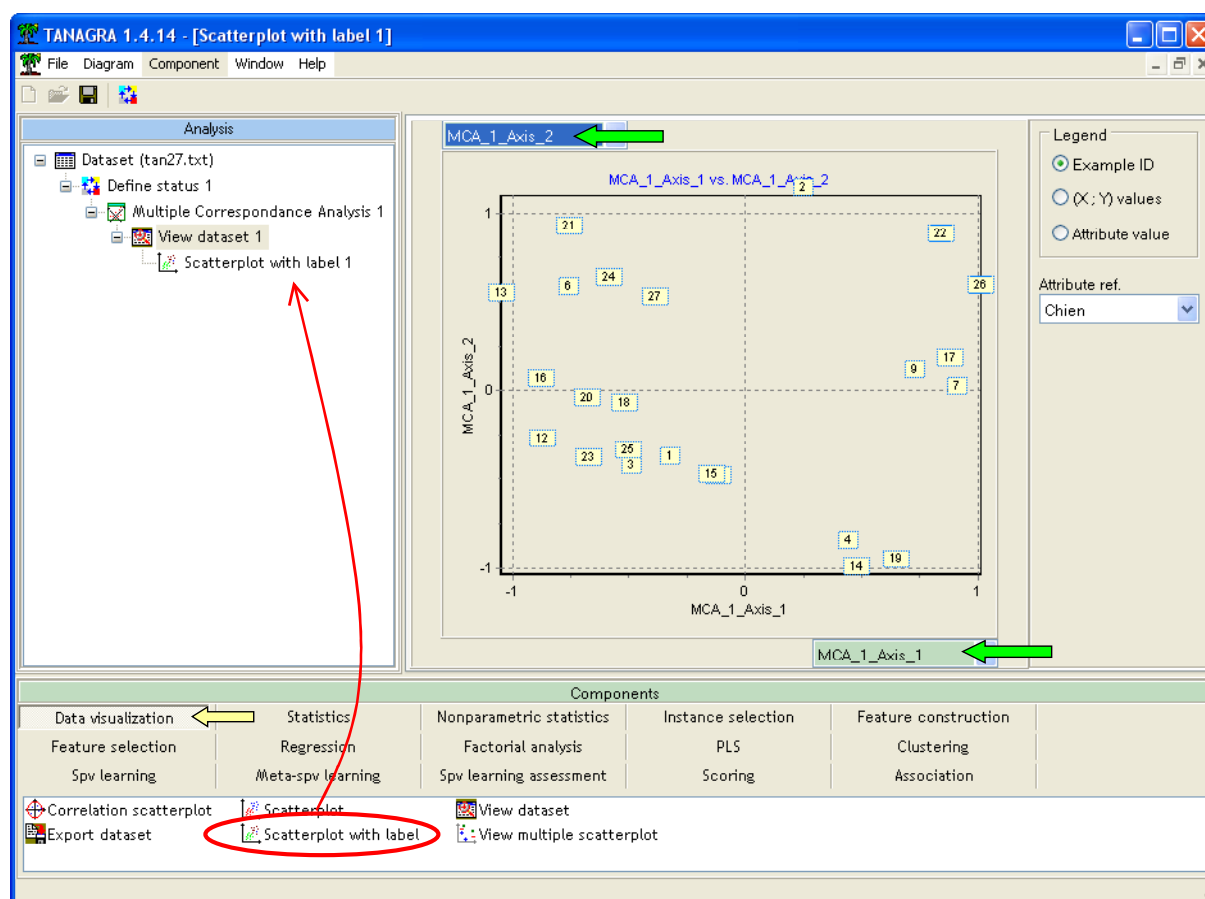 TANAGRA 1.4.14 - [Scatterplot with label 1]
File Diagram Component Window Help
Analysis
Dataset (tan27.txt)
Define status 1
Multiple Correspondance Analysis 1
View dataset 1
Scatterplot with label 1
MCA_1_Axis_2
MCA_1_Axis_1 vs. MCA_1_Axis_2
2
1
21
22
24
6
26
13
27
17
9
16
7
MCA_1_Axis_2
0
20
18
12
25
23
1
3
15
4
19
14
-1
-1 0 1
MCA_1_Axis_1
MCA_1_Axis_1
Legend
Example ID
(X ; Y) values
Attribute value
Attribute ref.
Chien
Components
Data visualization Statistics Nonparametric statistics Instance selection Feature construction
Feature selection Regression Factorial analysis PLS Clustering
Spv learning Meta-spv learning Spv learning assessment Scoring Association
Correlation scatterplot Scatterplot View dataset
Export dataset Scatterplot with label View multiple scatterplot